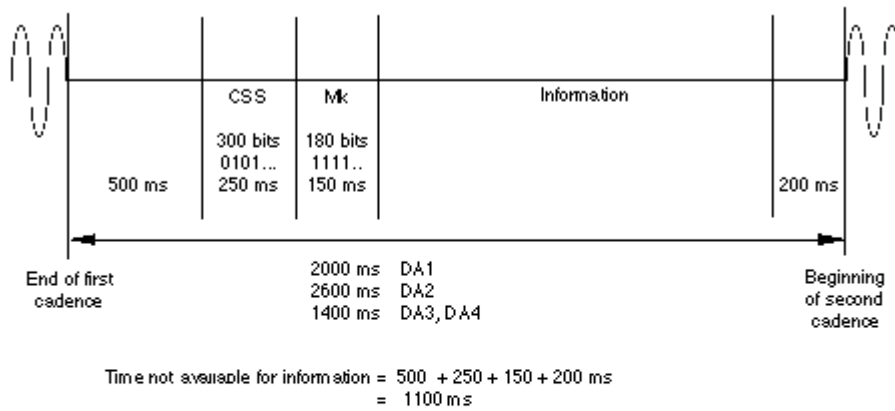 CSS
Mk
Information
300 bits
0101...
250 ms
180 bits
1111..
150 ms
500 ms
200 ms
End of first
cadence
2000 ms DA1
2600 ms DA2
1400 ms DA3, DA4
Beginning
of second
cadence
Time not available for information = 500 + 250 + 150 + 200 ms
= 1100 ms